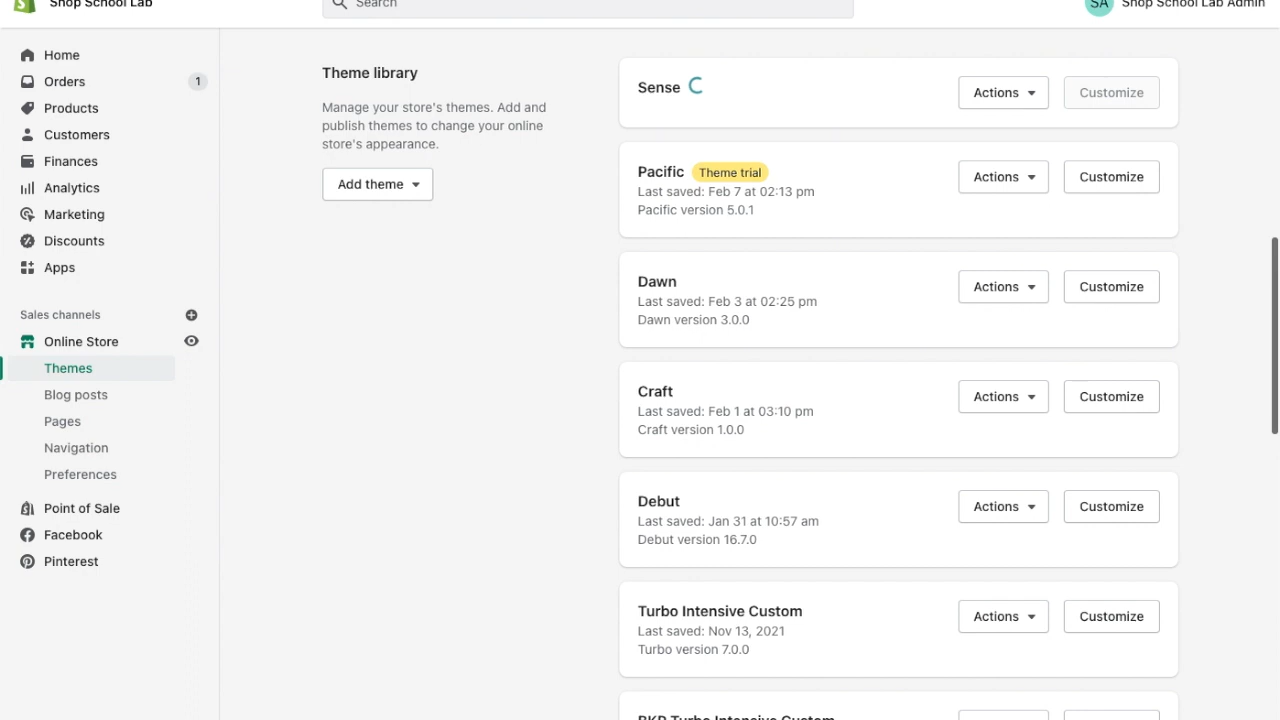 Shop School Lab
Search
SA Shop School Lab Admin
Home
Orders 1
Products
Customers
Finances
Analytics
Marketing
Discounts
Apps
Sales channels
Online Store
Themes
Blog posts
Pages
Navigation
Preferences
Point of Sale
Facebook
Pinterest
Theme library
Manage your store's themes. Add and
publish themes to change your online
store's appearance.
Add theme
Sense
Actions Customize
Pacific Theme trial
Last saved: Feb 7 at 02:13 pm
Pacific version 5.0.1
Actions Customize
Dawn
Last saved: Feb 3 at 02:25 pm
Dawn version 3.0.0
Actions Customize
Craft
Last saved: Feb 1 at 03:10 pm
Craft version 1.0.0
Actions Customize
Debut
Last saved: Jan 31 at 10:57 am
Debut version 16.7.0
Actions Customize
Turbo Intensive Custom
Last saved: Nov 13, 2021
Turbo version 7.0.0
Actions Customize
BKP Turbo Intensive Custom